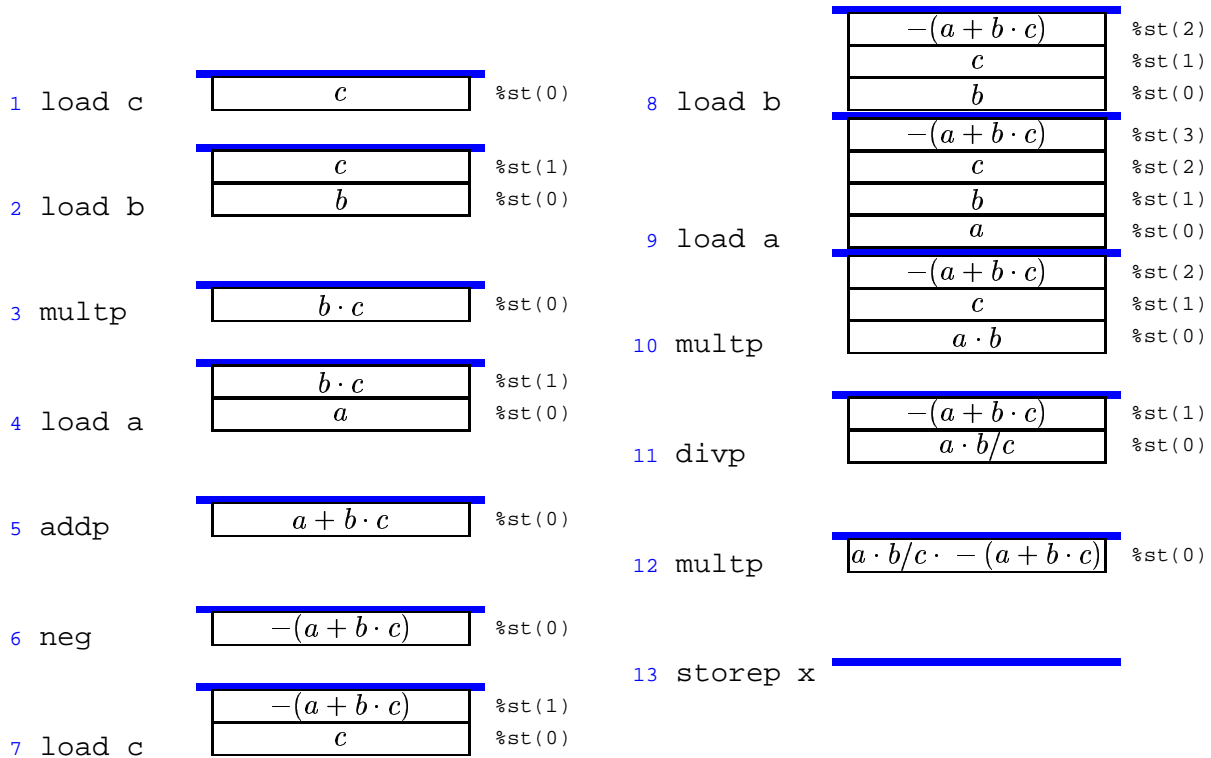 c %st(0)
1 load c
c %st(1)
b %st(0)
2 load b
3 multp b · c %st(0)
b · c %st(1)
a %st(0)
4 load a
a + b · c %st(0)
5 addp
−(a + b · c) %st(0)
6 neg
−(a + b · c) %st(1)
c %st(0)
7 load c
−(a + b · c) %st(2)
c %st(1)
b %st(0)
8 load b
−(a + b · c) %st(3)
c %st(2)
b %st(1)
a %st(0)
9 load a
−(a + b · c) %st(2)
c %st(1)
a · b %st(0)
10 multp
−(a + b · c) %st(1)
a · b/c %st(0)
11 divp
a · b/c · −(a + b · c) %st(0)
12 multp
13 storep x